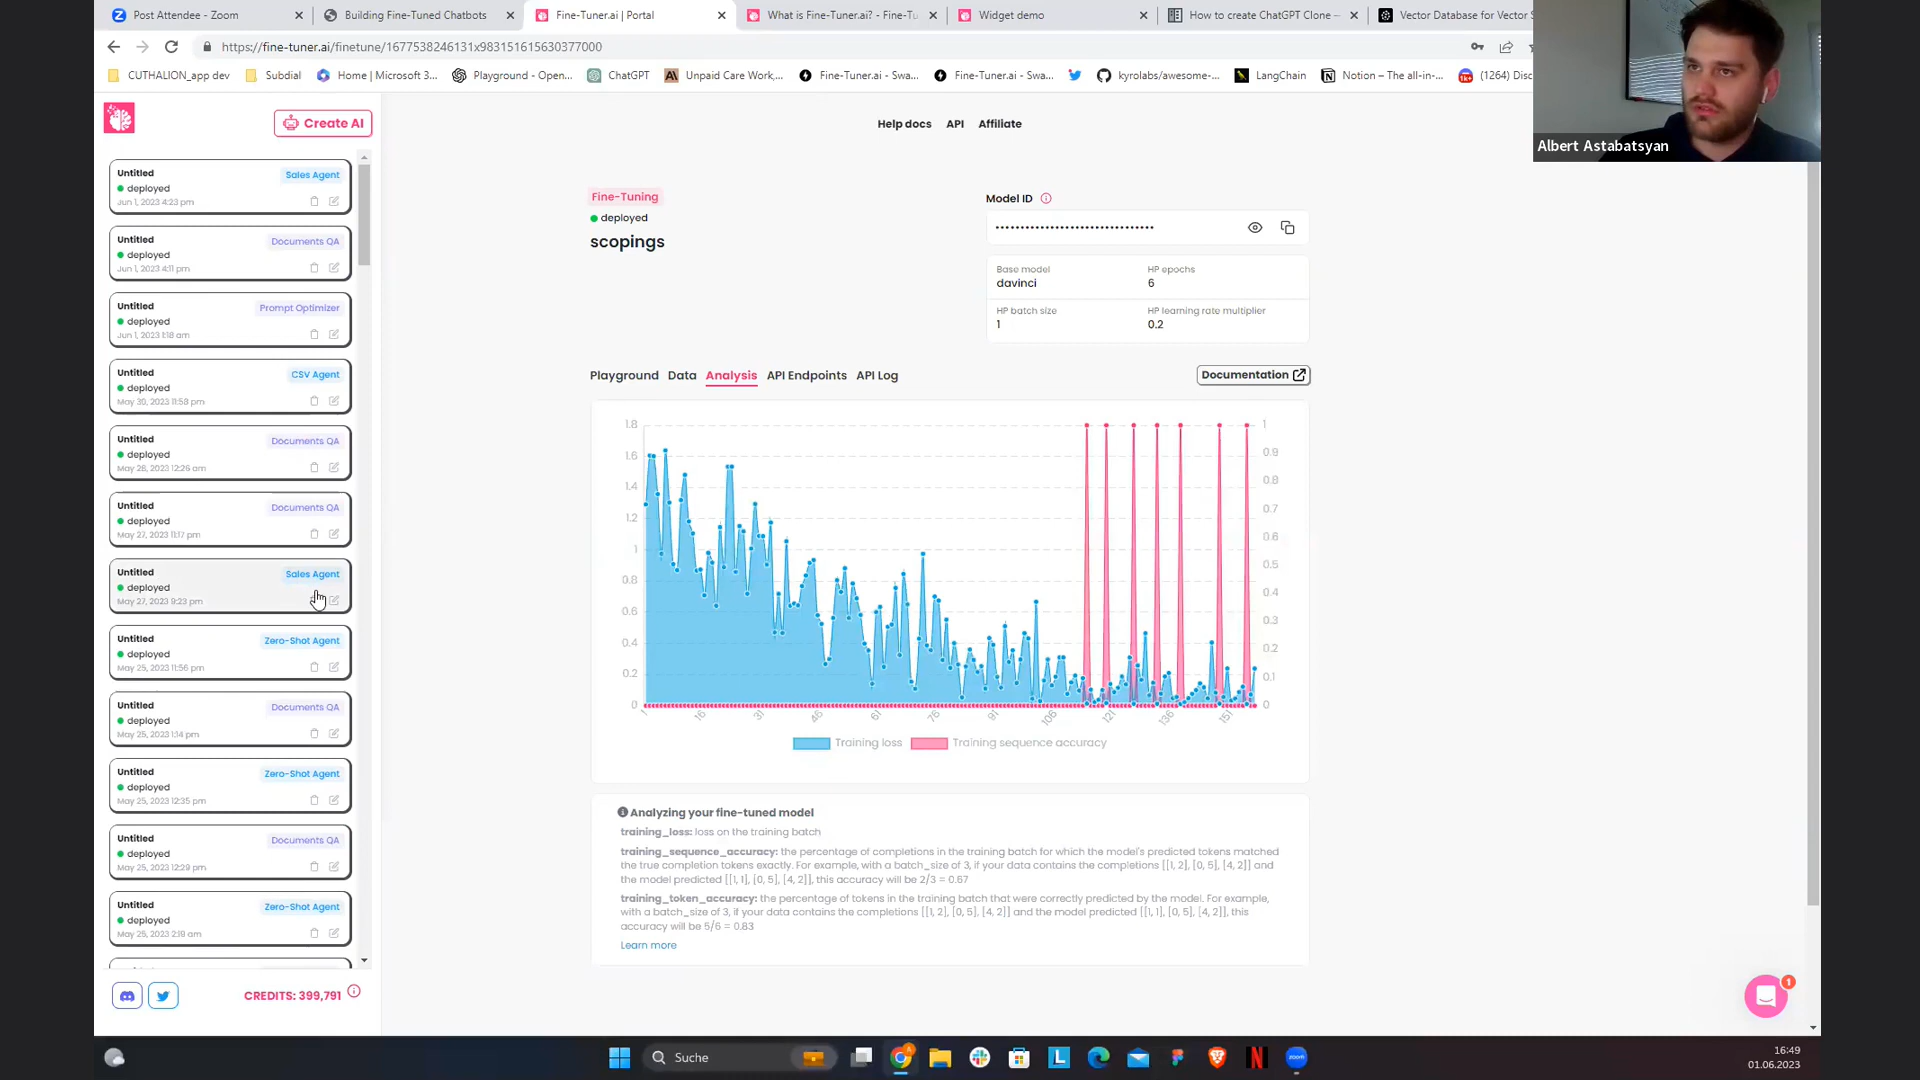 Post Attendee - Zoom
Building Fine-Tuned Chatbots
Fine-Tuner.ai | Portal
What is Fine-Tuner.ai? - Fine-Tu
Widget demo
How to create ChatGPT Clone —
Vector Database for Vector S
https://fine-tuner.ai/finetune/1677538246131x983151615630377000
CUTHALION_app dev
Subdial
Home | Microsoft 3...
Playground - Open...
ChatGPT
Unpaid Care Work,...
Fine-Tuner.ai - Swa...
Fine-Tuner.ai - Swa...
kyrolabs/awesome-...
LangChain
Notion – The all-in-...
(1264) Disc
Albert Astabatsyan
Create AI
Help docs
API
Affiliate
Untitled
Sales Agent
deployed
Jun 1, 2023 4:23 pm
Untitled
Documents QA
deployed
Jun 1, 2023 4:11 pm
Untitled
Prompt Optimizer
deployed
Jun 1, 2023 1:18 am
Untitled
CSV Agent
deployed
May 30, 2023 11:58 pm
Untitled
Documents QA
deployed
May 28, 2023 12:26 am
Untitled
Documents QA
deployed
May 27, 2023 11:17 pm
Untitled
Sales Agent
deployed
May 27, 2023 9:23 pm
Untitled
Zero-Shot Agent
deployed
May 25, 2023 11:56 pm
Untitled
Documents QA
deployed
May 25, 2023 1:14 pm
Untitled
Zero-Shot Agent
deployed
May 25, 2023 12:35 pm
Untitled
Documents QA
deployed
May 25, 2023 12:29 pm
Untitled
Zero-Shot Agent
deployed
May 25, 2023 2:19 am
CREDITS: 399,791
Fine-Tuning
deployed
scopings
Model ID
Base model
davinci
HP epochs
6
HP batch size
1
HP learning rate multiplier
0.2
Playground
Data
Analysis
API Endpoints
API Log
Documentation
1.8
1.6
1.4
1.2
1
0.8
0.6
0.4
0.2
0
1
0.9
0.8
0.7
0.6
0.5
0.4
0.3
0.2
0.1
0
1
16
31
46
61
76
91
106
121
136
151
Training loss
Training sequence accuracy
Analyzing your fine-tuned model
training_loss: loss on the training batch
training_sequence_accuracy: the percentage of completions in the training batch for which the model's predicted tokens matched
the true completion tokens exactly. For example, with a batch_size of 3, if your data contains the completions [[1, 2], [0, 5], [4, 2]] and
the model predicted [[1, 1], [0, 5], [4, 2]], this accuracy will be 2/3 = 0.67
training_token_accuracy: the percentage of tokens in the training batch that were correctly predicted by the model. For example,
with a batch_size of 3, if your data contains the completions [[1, 2], [0, 5], [4, 2]] and the model predicted [[1, 1], [0, 5], [4, 2]], this
accuracy will be 5/6 = 0.83
Learn more
1
Suche
16:49
01.06.2023